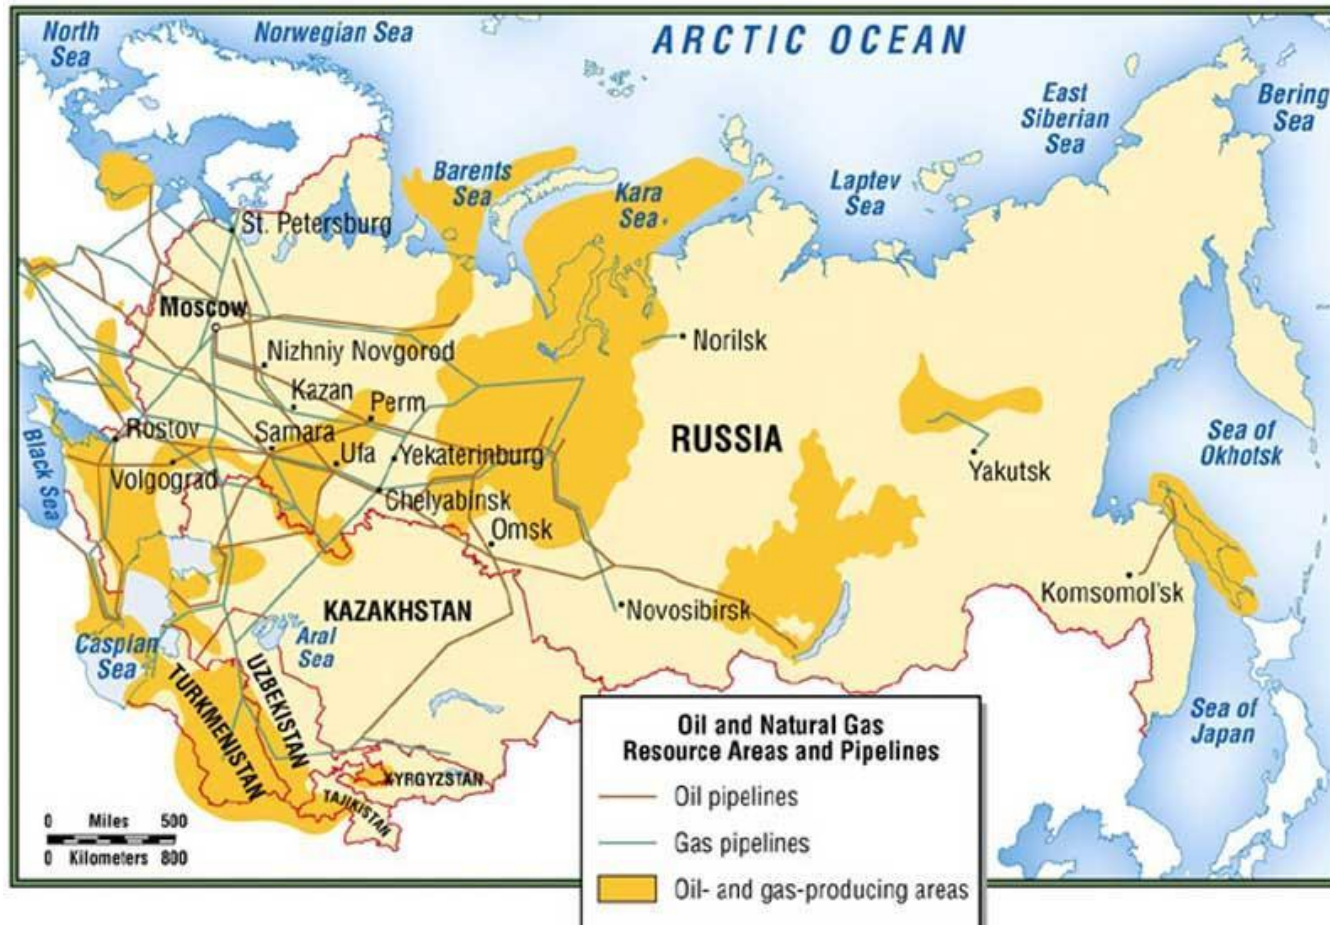 North
Sea
Norwegian Sea
ARCTIC OCEAN
East
Siberian
Sea
Bering
Sea
Barents
Sea
Kara
Sea
Laptev
Sea
St. Petersburg
Moscow
Nizhniy Novgorod
Norilsk
Kazan
Perm
Rostov
Samara
RUSSIA
Sea of
Okhotsk
Black Sea
Volgograd
Ufa
Yekaterinburg
Yakutsk
Chelyabinsk
Omsk
Komsomol'sk
KAZAKHSTAN
Novosibirsk
Caspian
Sea
Aral
Sea
UZBEKISTAN
TURKMENISTAN
Sea of
Japan
KYRGYZSTAN
TAJIKISTAN
0 Miles 500
0 Kilometers 800
Oil and Natural Gas
Resource Areas and Pipelines
Oil pipelines
Gas pipelines
Oil- and gas-producing areas